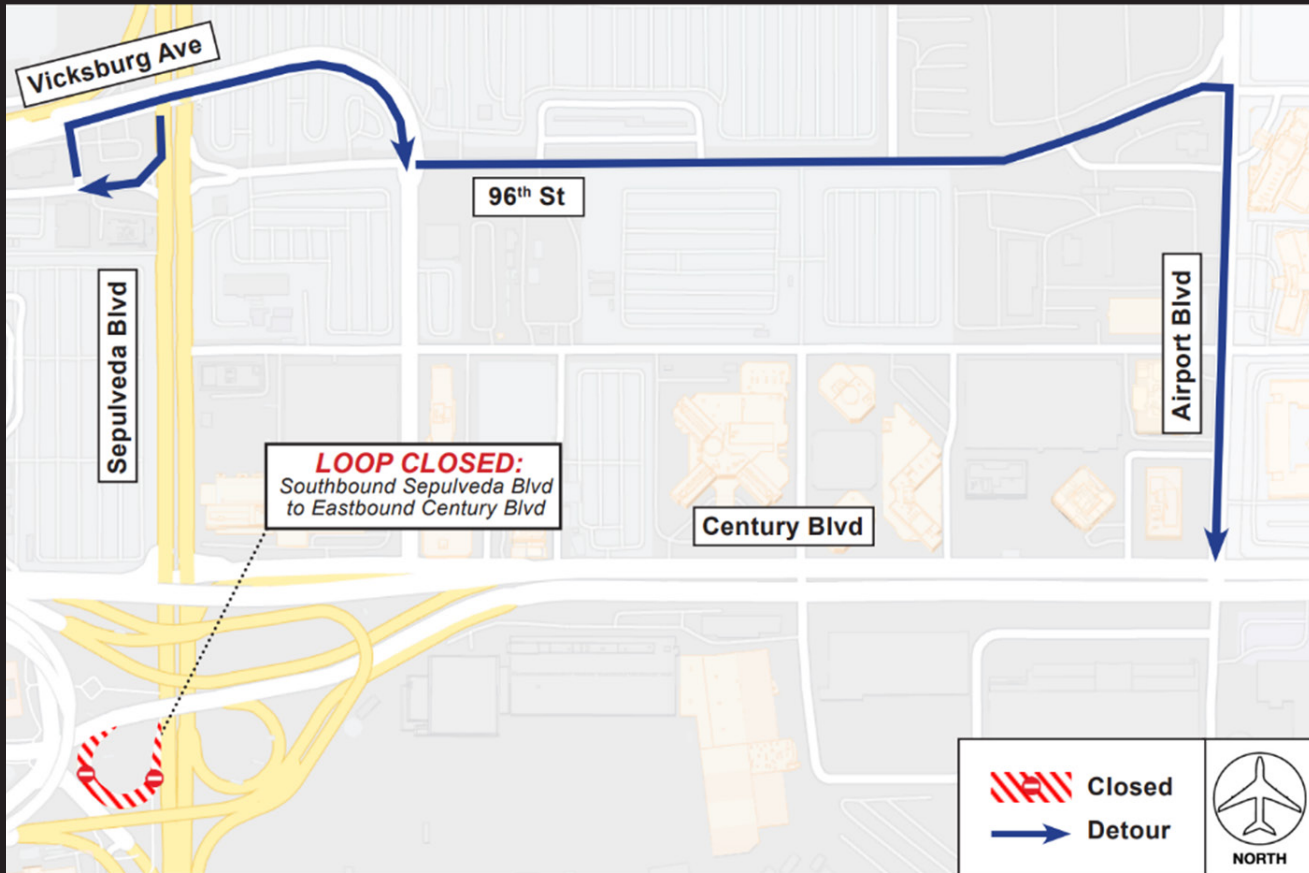 Vicksburg Ave
96th St
Sepulveda Blvd
Airport Blvd
LOOP CLOSED:
Southbound Sepulveda Blvd
to Eastbound Century Blvd
Century Blvd
Closed
Detour
NORTH